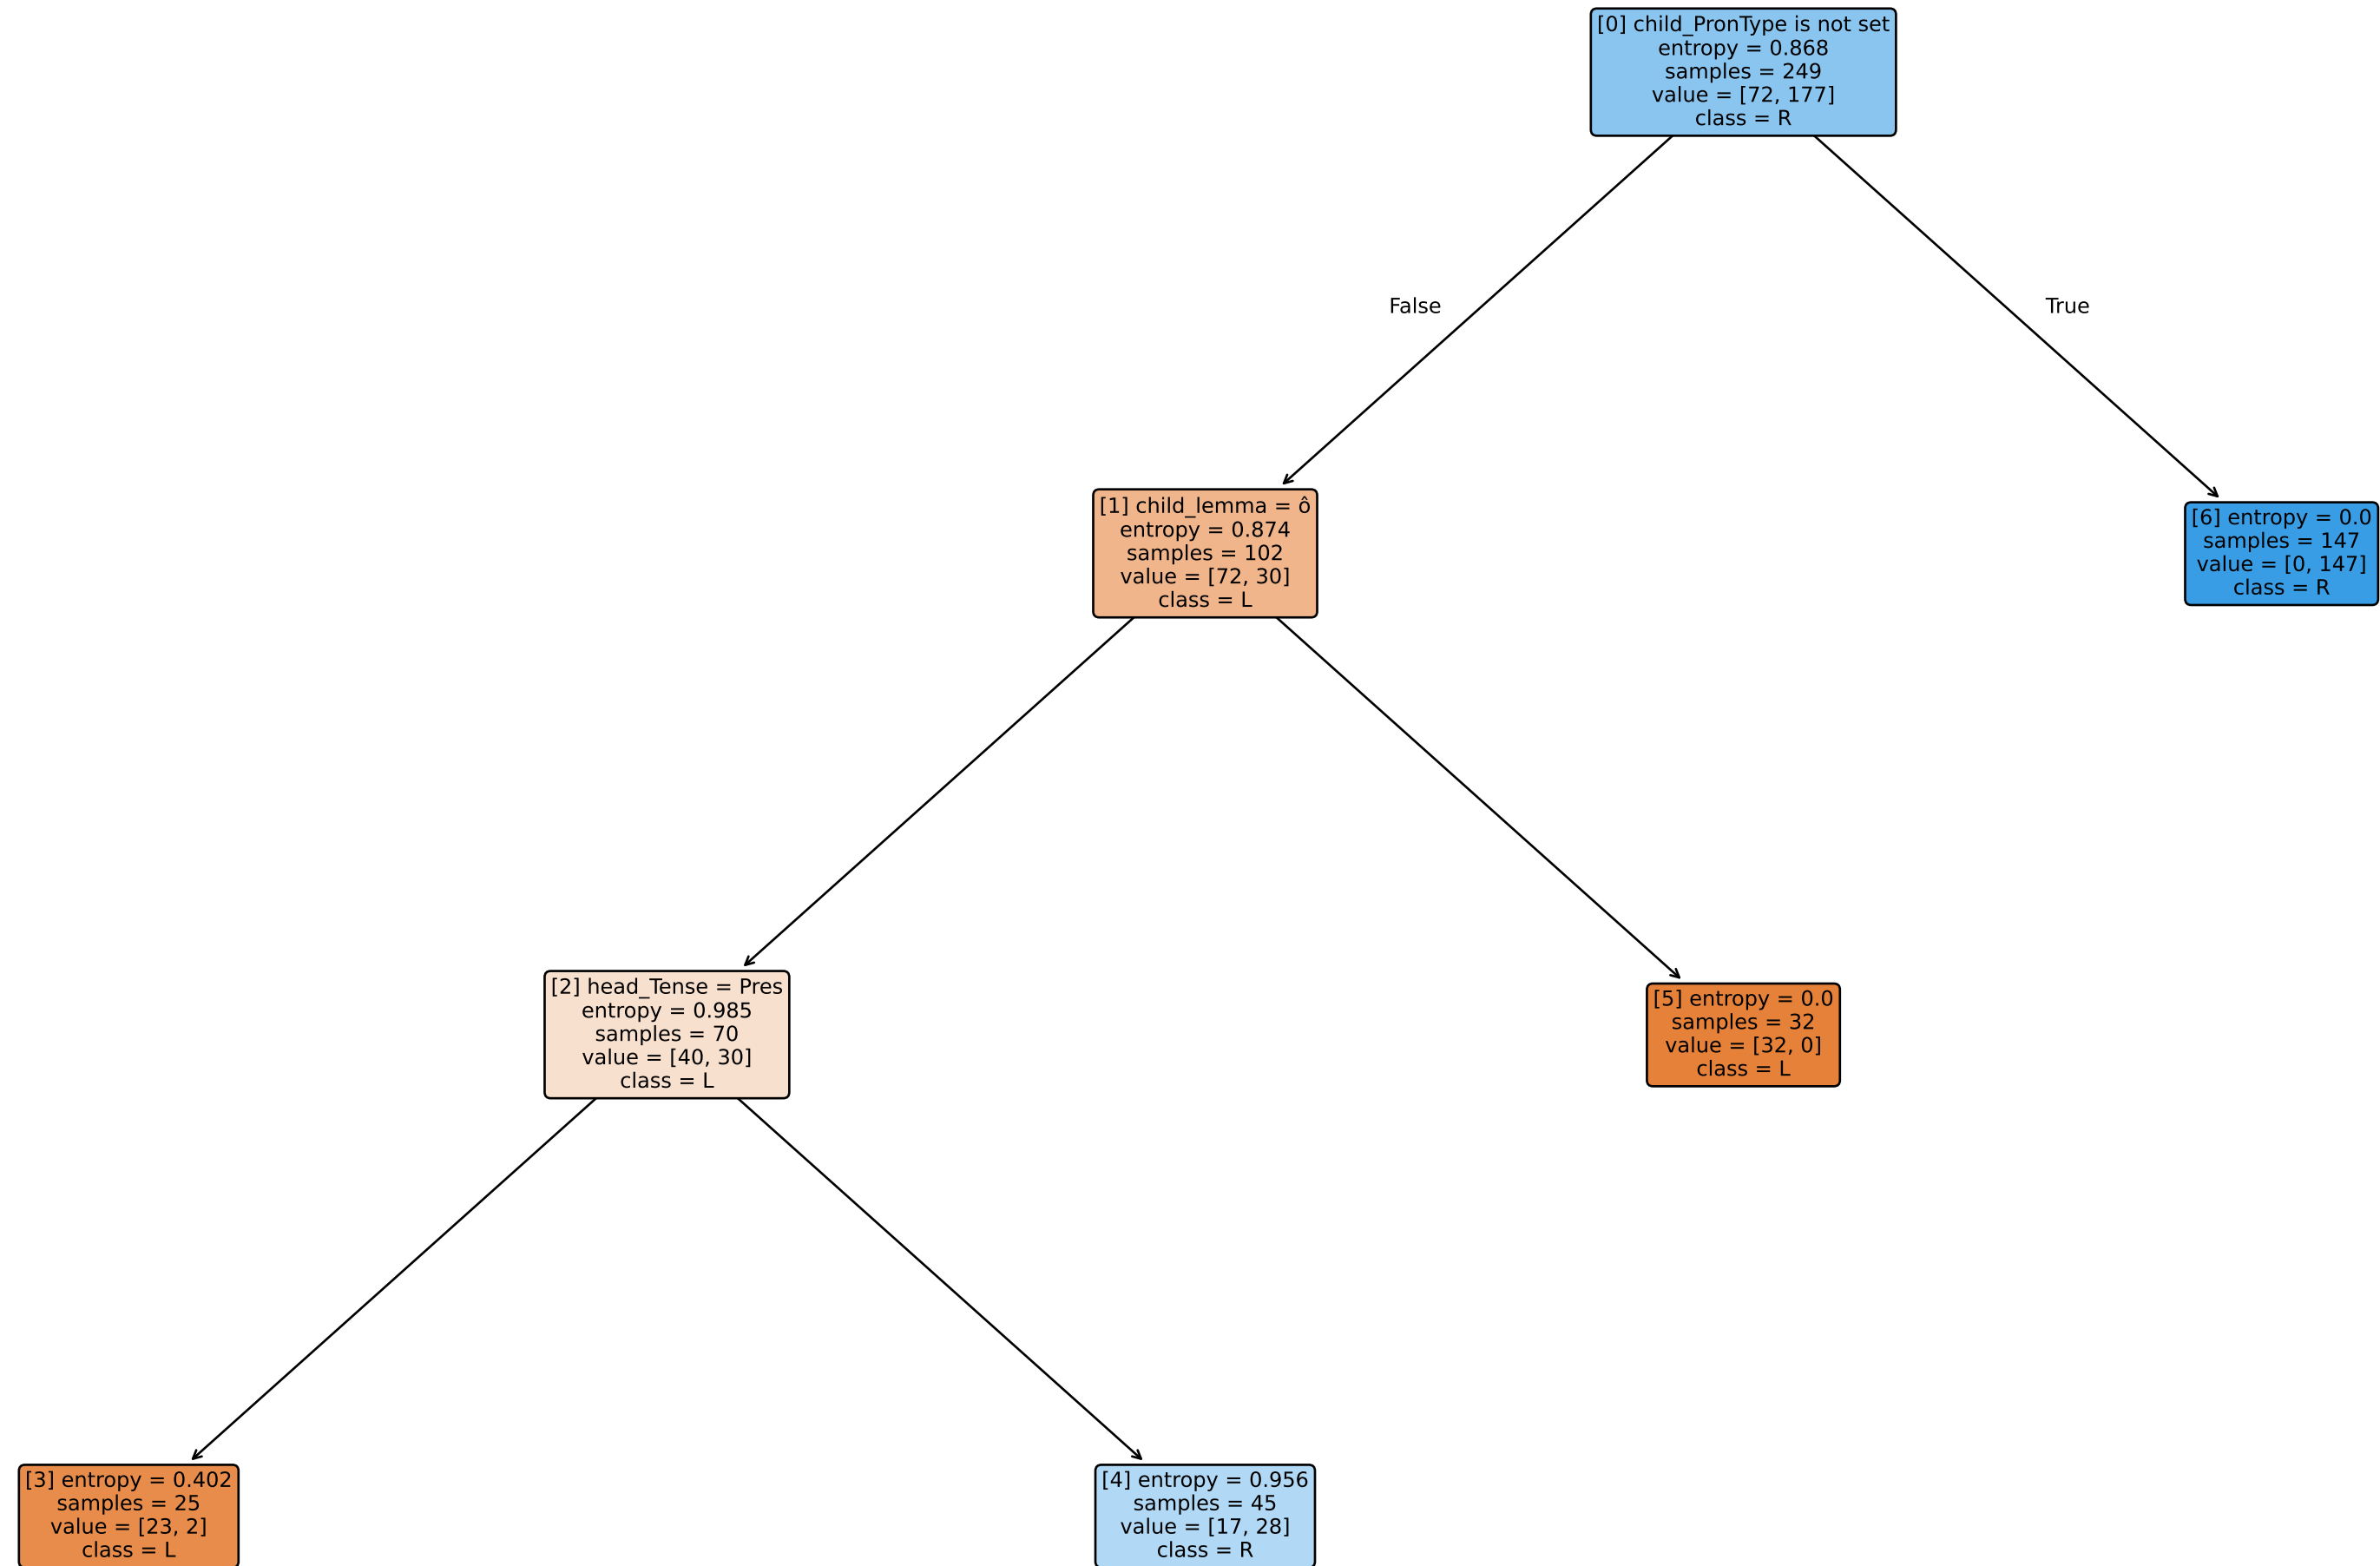 [0] child_PronType is not set
entropy = 0.868
samples = 249
value = [72, 177]
class = R
False
True
[1] child_lemma = ô
entropy = 0.874
samples = 102
value = [72, 30]
class = L
[6] entropy = 0.0
samples = 147
value = [0, 147]
class = R
[2] head_Tense = Pres
entropy = 0.985
samples = 70
value = [40, 30]
class = L
[5] entropy = 0.0
samples = 32
value = [32, 0]
class = L
[3] entropy = 0.402
samples = 25
value = [23, 2]
class = L
[4] entropy = 0.956
samples = 45
value = [17, 28]
class = R